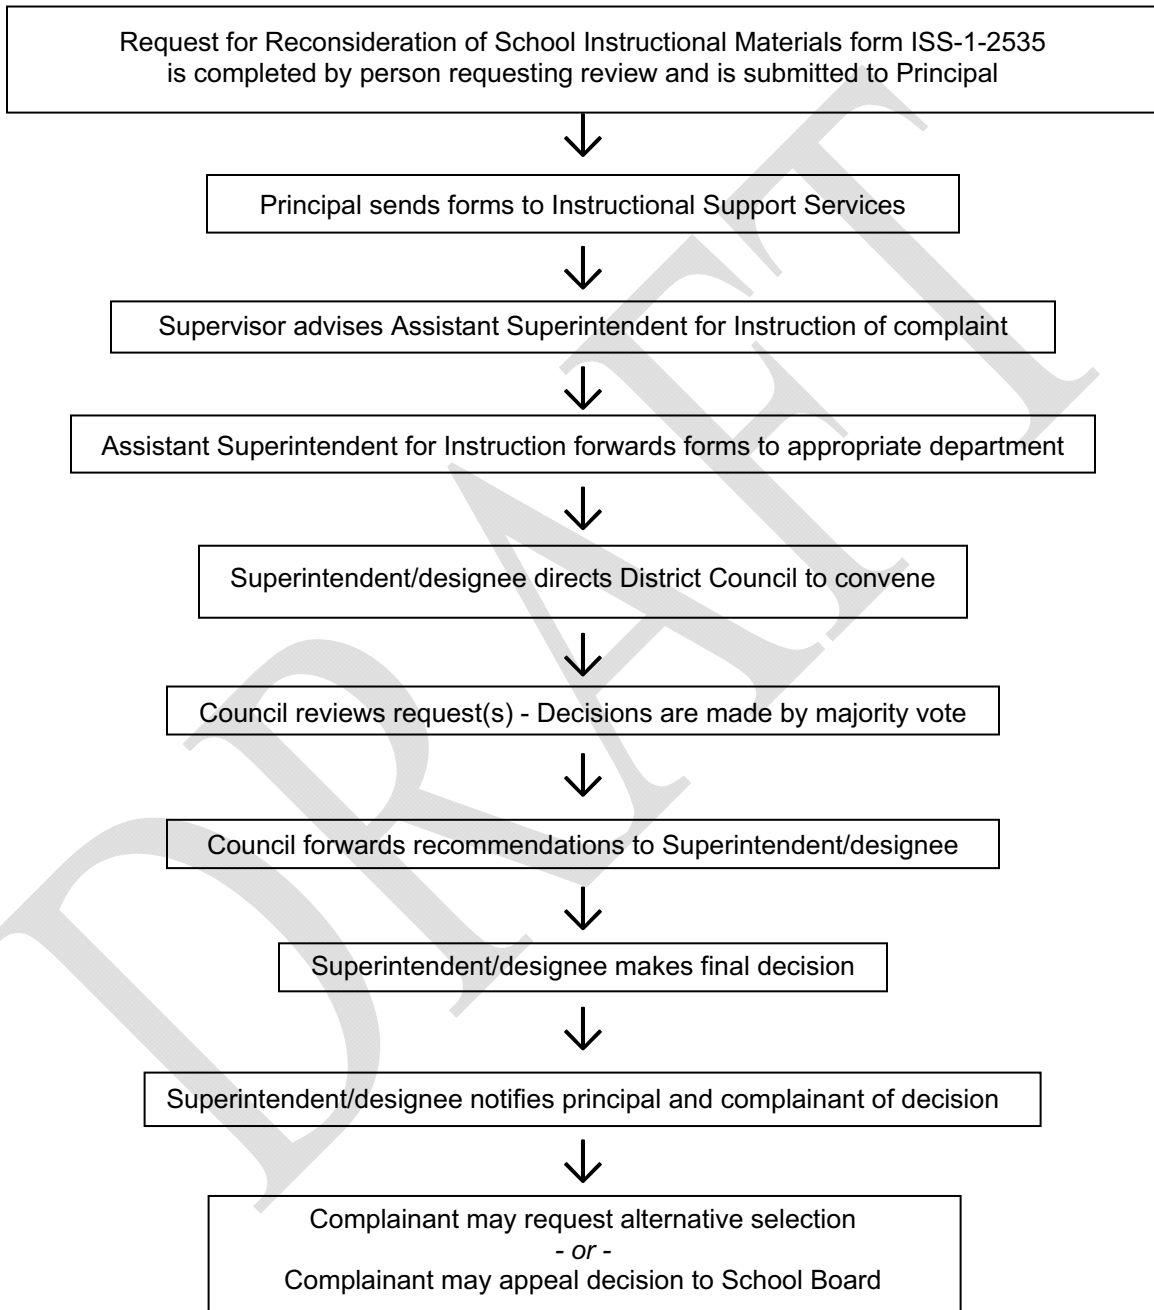 Request for Reconsideration of School Instructional Materials form ISS-1-2535
is completed by person requesting review and is submitted to Principal
Principal sends forms to Instructional Support Services
Supervisor advises Assistant Superintendent for Instruction of complaint
Assistant Superintendent for Instruction forwards forms to appropriate department
Superintendent/designee directs District Council to convene
Council reviews request(s) - Decisions are made by majority vote
Council forwards recommendations to Superintendent/designee
Superintendent/designee makes final decision
Superintendent/designee notifies principal and complainant of decision
Complainant may request alternative selection
- or -
Complainant may appeal decision to School Board
DRAFT